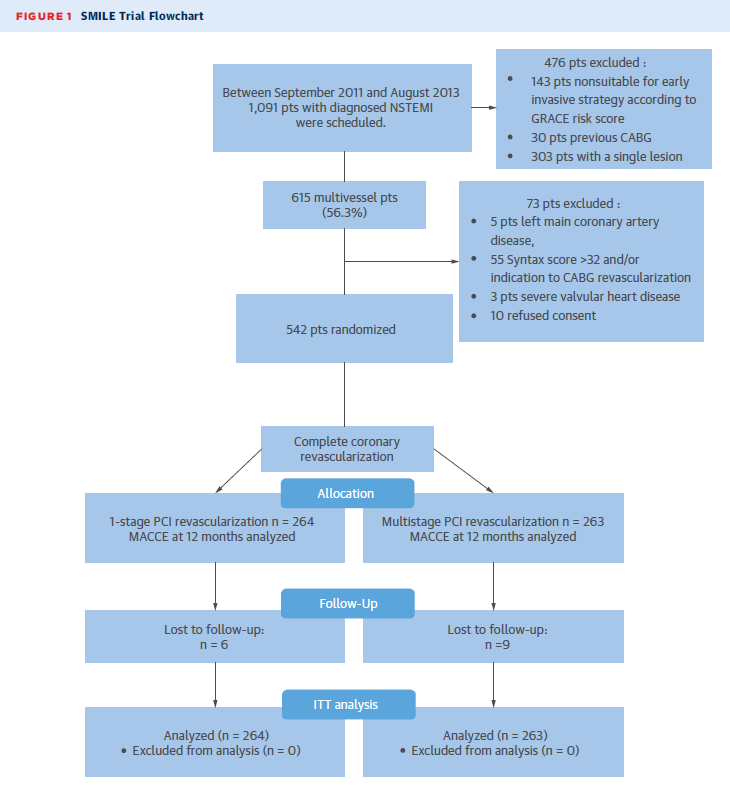 FIGURE 1 SMILE Trial Flowchart
Between September 2011 and August 2013
1,091 pts with diagnosed NSTEMI
were scheduled.
476 pts excluded :
• 143 pts nonsuitable for early
invasive strategy according to
GRACE risk score
• 30 pts previous CABG
• 303 pts with a single lesion
615 multivessel pts
(56.3%)
73 pts excluded :
• 5 pts left main coronary artery
disease,
• 55 Syntax score >32 and/or
indication to CABG revascularization
• 3 pts severe valvular heart disease
• 10 refused consent
542 pts randomized
Complete coronary
revascularization
Allocation
1-stage PCI revascularization n = 264
MACCE at 12 months analyzed
Multistage PCI revascularization n = 263
MACCE at 12 months analyzed
Follow-Up
Lost to follow-up:
n = 6
Lost to follow-up:
n =9
ITT analysis
Analyzed (n = 264)
• Excluded from analysis (n = 0)
Analyzed (n = 263)
• Excluded from analysis (n = 0)